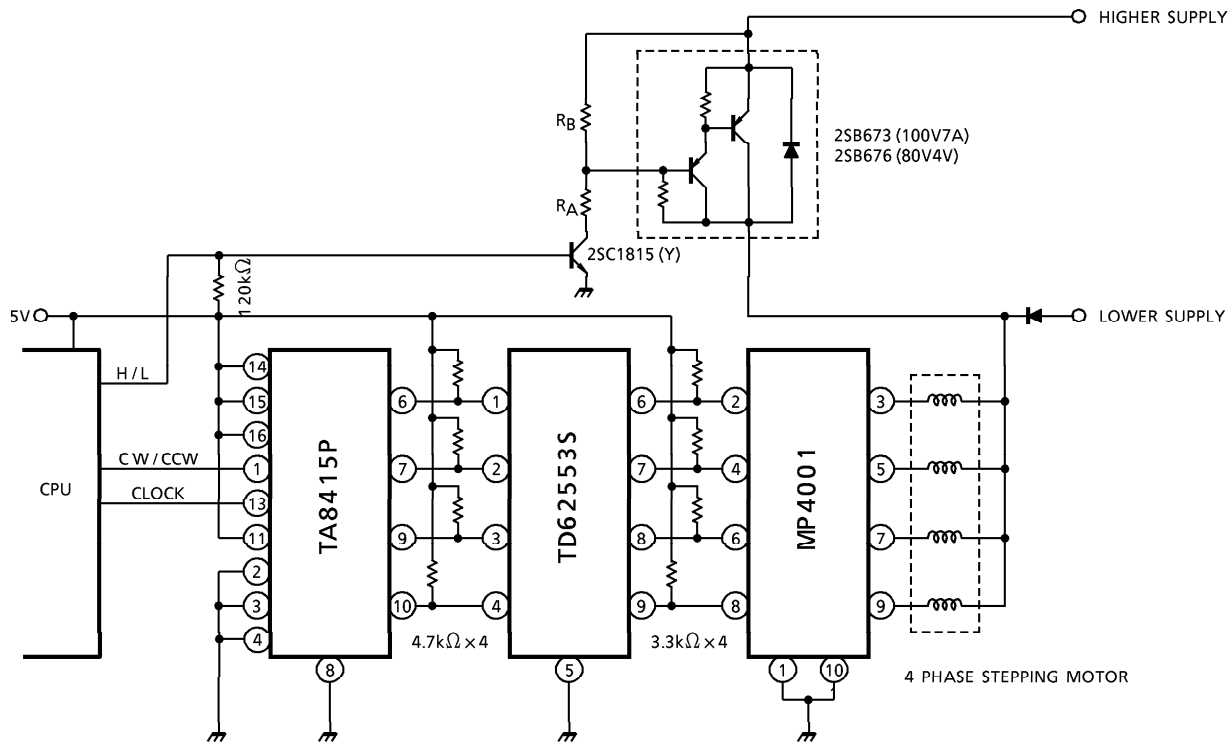 HIGHER SUPPLY
RB
2SB673 (100V7A)
2SB676 (80V4V)
RA
2SC1815 (Y)
120kΩ
5V
LOWER SUPPLY
H / L
CW/CCW
CLOCK
CPU
14
15
16
1
13
11
2
3
4
TA8415P
6
7
9
10
8
4.7kΩ×4
1
2
3
4
TD62553S
6
7
8
9
5
3.3kΩ×4
2
4
6
8
MP4001
3
5
7
9
1
10
4 PHASE STEPPING MOTOR